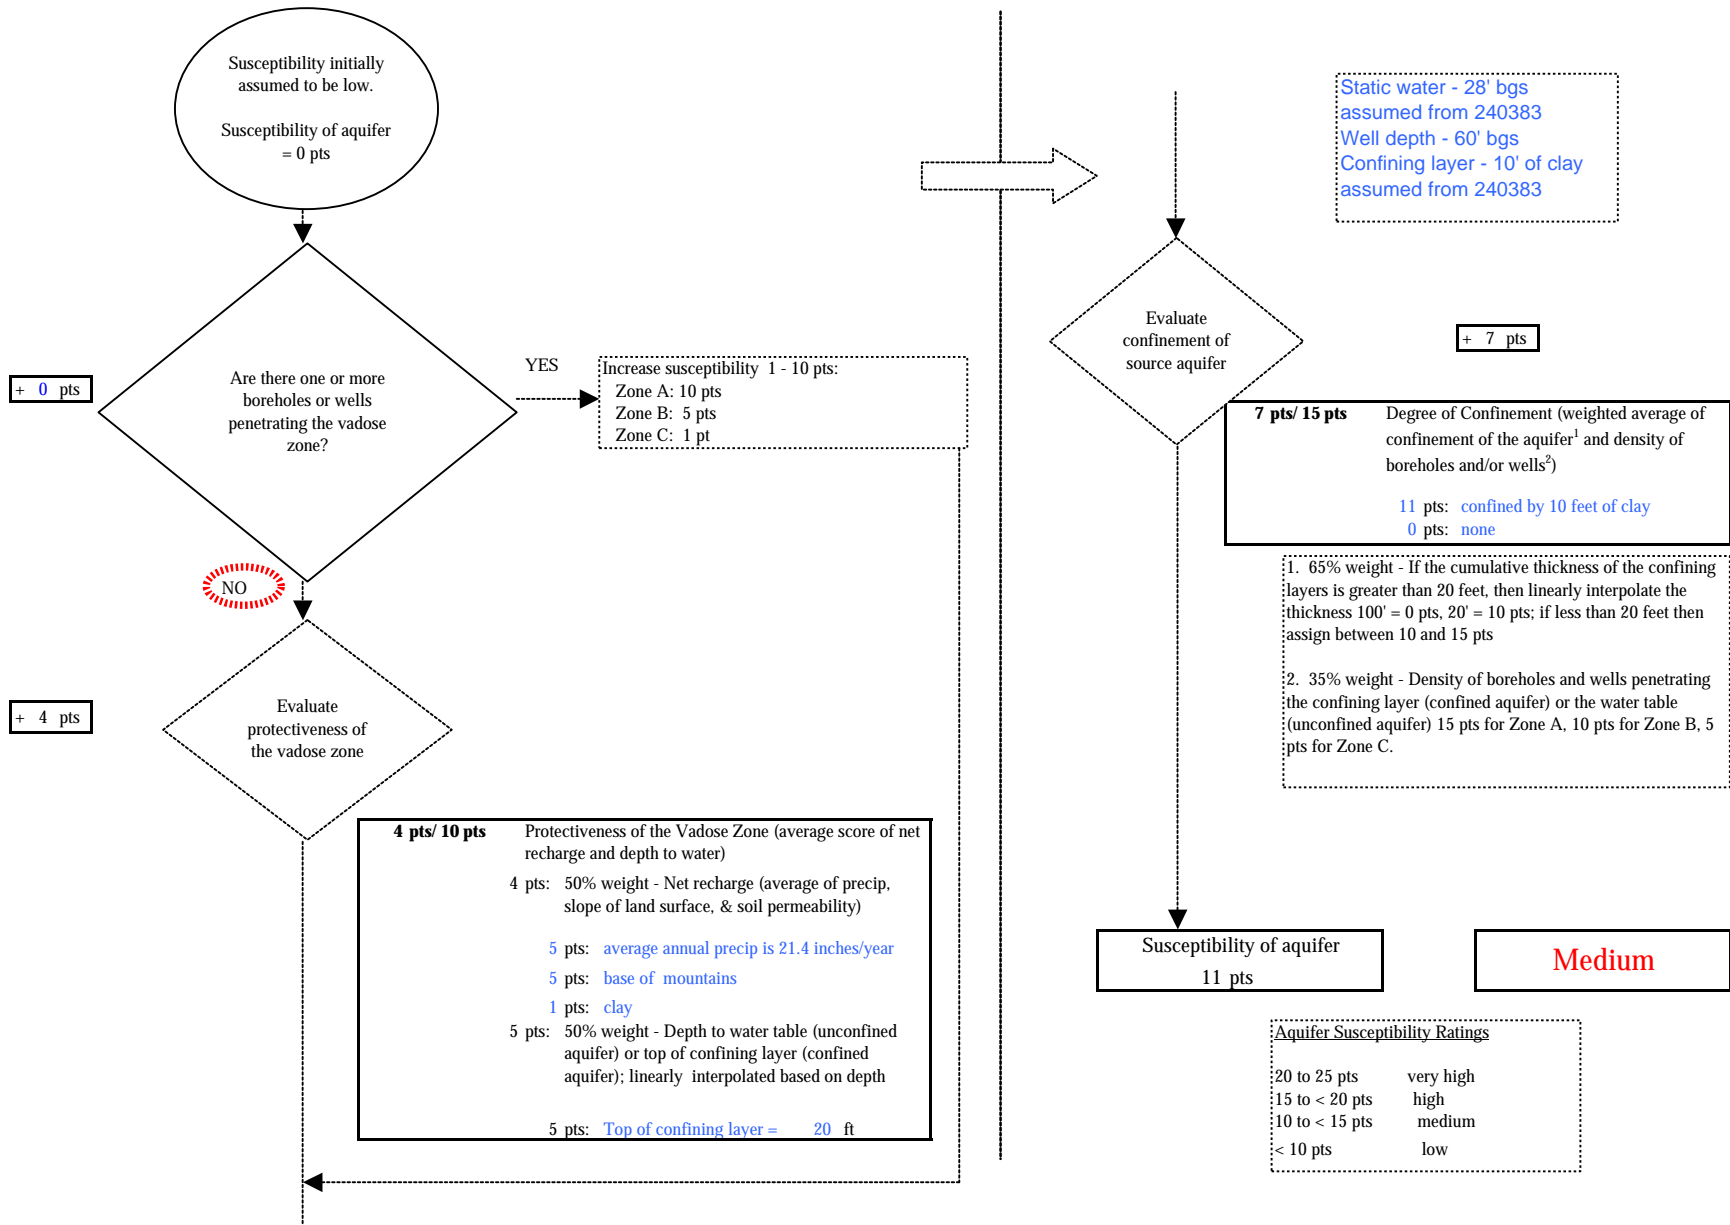 Susceptibility initially
assumed to be low.
Susceptibility of aquifer
= 0 pts
+ 0 pts
Are there one or more
boreholes or wells
penetrating the vadose
zone?
YES
Increase susceptibility 1 - 10 pts:
Zone A: 10 pts
Zone B: 5 pts
Zone C: 1 pt
NO
+ 4 pts
Evaluate
protectiveness of
the vadose zone
4 pts/ 10 pts Protectiveness of the Vadose Zone (average score of net
recharge and depth to water)
4 pts: 50% weight - Net recharge (average of precip,
slope of land surface, & soil permeability)
5 pts: average annual precip is 21.4 inches/year
5 pts: base of mountains
1 pts: clay
5 pts: 50% weight - Depth to water table (unconfined
aquifer) or top of confining layer (confined
aquifer); linearly interpolated based on depth
5 pts: Top of confining layer = 20 ft
Static water - 28' bgs
assumed from 240383
Well depth - 60' bgs
Confining layer - 10' of clay
assumed from 240383
Evaluate
confinement of
source aquifer
+ 7 pts
7 pts/ 15 pts Degree of Confinement (weighted average of
confinement of the aquifer¹ and density of
boreholes and/or wells²)
11 pts: confined by 10 feet of clay
0 pts: none
1. 65% weight - If the cumulative thickness of the confining
layers is greater than 20 feet, then linearly interpolate the
thickness 100' = 0 pts, 20' = 10 pts; if less than 20 feet then
assign between 10 and 15 pts
2. 35% weight - Density of boreholes and wells penetrating
the confining layer (confined aquifer) or the water table
(unconfined aquifer) 15 pts for Zone A, 10 pts for Zone B, 5
pts for Zone C.
Susceptibility of aquifer
11 pts
Medium
Aquifer Susceptibility Ratings
20 to 25 pts very high
15 to < 20 pts high
10 to < 15 pts medium
< 10 pts low